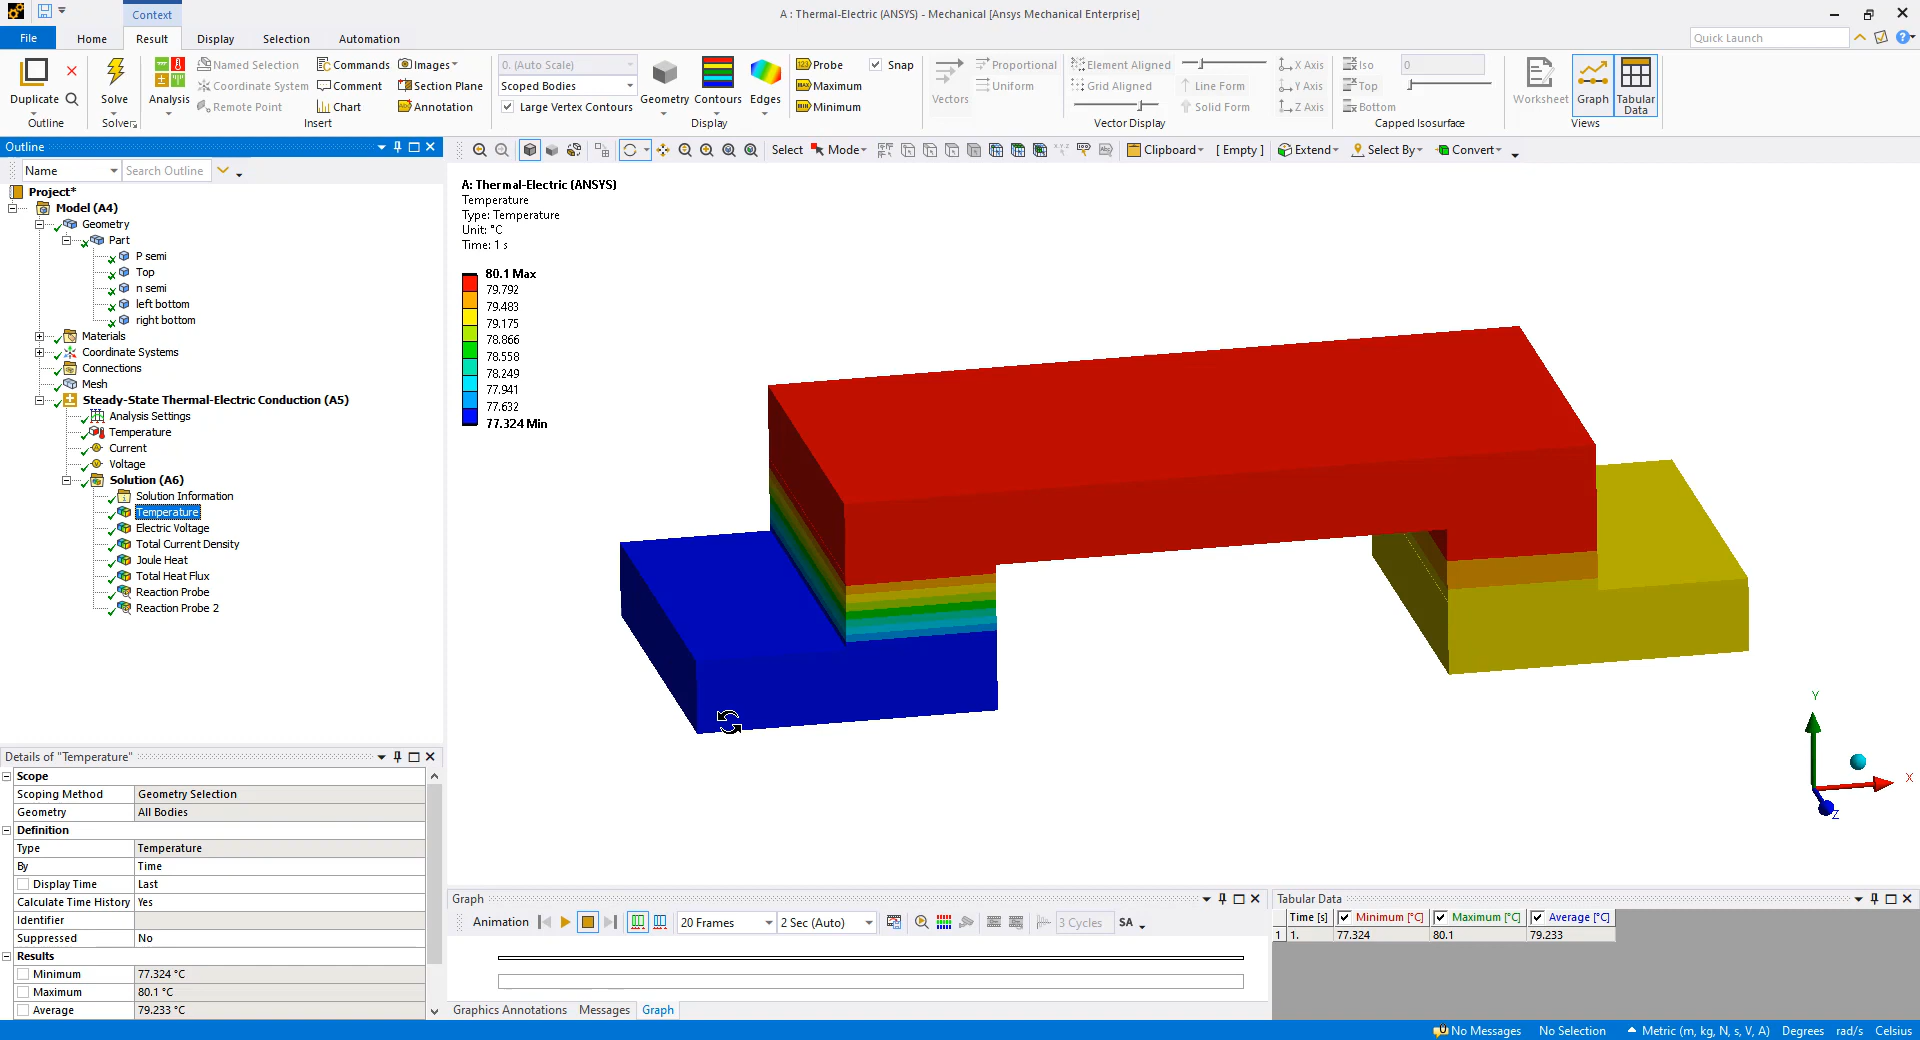 Context
A : Thermal-Electric (ANSYS) - Mechanical [Ansys Mechanical Enterprise]
File Home Result Display Selection Automation
Quick Launch
Duplicate
Outline
Solve
Solver
Analysis
Named Selection
Coordinate System
Remote Point
Commands
Comment
Chart
Images
Section Plane
Annotation
Insert
0. (Auto Scale)
Scoped Bodies
Large Vertex Contours
Geometry
Contours
Edges
Display
Probe
Maximum
Minimum
Snap
Vectors
Proportional
Uniform
Element Aligned
Grid Aligned
Line Form
Solid Form
X Axis
Y Axis
Z Axis
Vector Display
Iso
Top
Bottom
0
Capped Isosurface
Worksheet
Graph
Tabular
Data
Views
Outline
Name
Search Outline
Select
Mode
Clipboard
[ Empty ]
Extend
Select By
Convert
Project*
Model (A4)
Geometry
Part
P semi
Top
n semi
left bottom
right bottom
Materials
Coordinate Systems
Connections
Mesh
Steady-State Thermal-Electric Conduction (A5)
Analysis Settings
Temperature
Current
Voltage
Solution (A6)
Solution Information
Temperature
Electric Voltage
Total Current Density
Joule Heat
Total Heat Flux
Reaction Probe
Reaction Probe 2
A: Thermal-Electric (ANSYS)
Temperature
Type: Temperature
Unit: °C
Time: 1 s
80.1 Max
79.792
79.483
79.175
78.866
78.558
78.249
77.941
77.632
77.324 Min
Y
X
Z
Details of "Temperature"
Scope
Scoping Method Geometry Selection
Geometry All Bodies
Definition
Type Temperature
By Time
Display Time Last
Calculate Time History Yes
Identifier
Suppressed No
Results
Minimum 77.324 °C
Maximum 80.1 °C
Average 79.233 °C
Graph
Animation
20 Frames
2 Sec (Auto)
3 Cycles
SA
Graphics Annotations Messages Graph
Tabular Data
Time [s] Minimum [°C] Maximum [°C] Average [°C]
1 1. 77.324 80.1 79.233
No Messages No Selection Metric (m, kg, N, s, V, A) Degrees rad/s Celsius